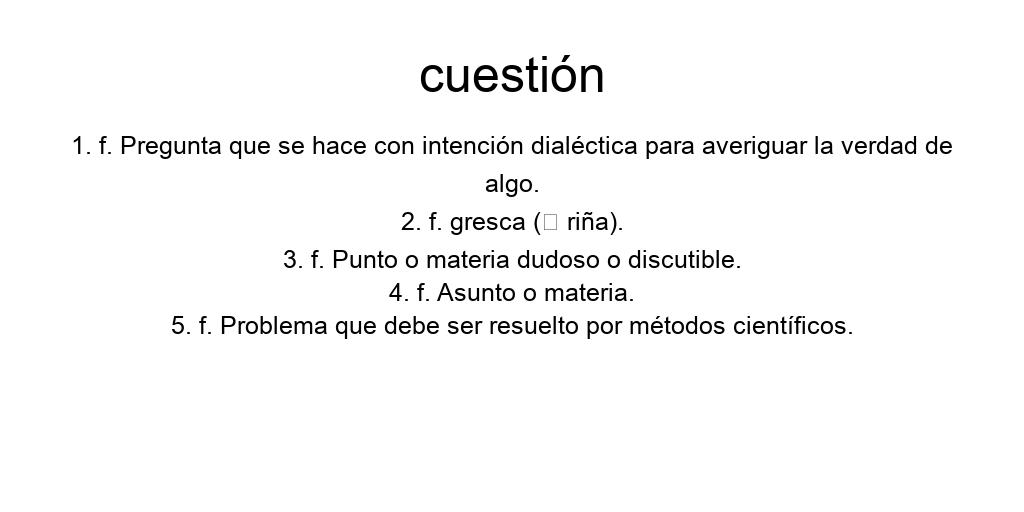 cuestión
1. f. Pregunta que se hace con intención dialéctica para averiguar la verdad de
algo.
2. f. gresca (□ riña).
3. f. Punto o materia dudoso o discutible.
4. f. Asunto o materia.
5. f. Problema que debe ser resuelto por métodos científicos.